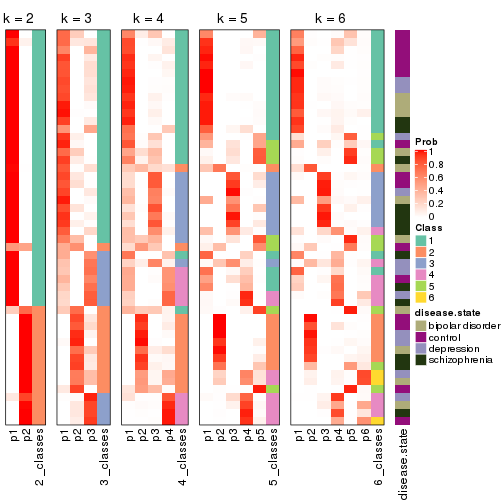 k = 2
k = 3
k = 4
k = 5
k = 6
p1
p2
2_classes
p1
p2
p3
3_classes
p1
p2
p3
p4
4_classes
p1
p2
p3
p4
p5
5_classes
p1
p2
p3
p4
p5
p6
6_classes
disease.state
Prob
1
0.8
0.6
0.4
0.2
0
Class
1
2
3
4
5
6
disease.state
bipolar disorder
control
depression
schizophrenia